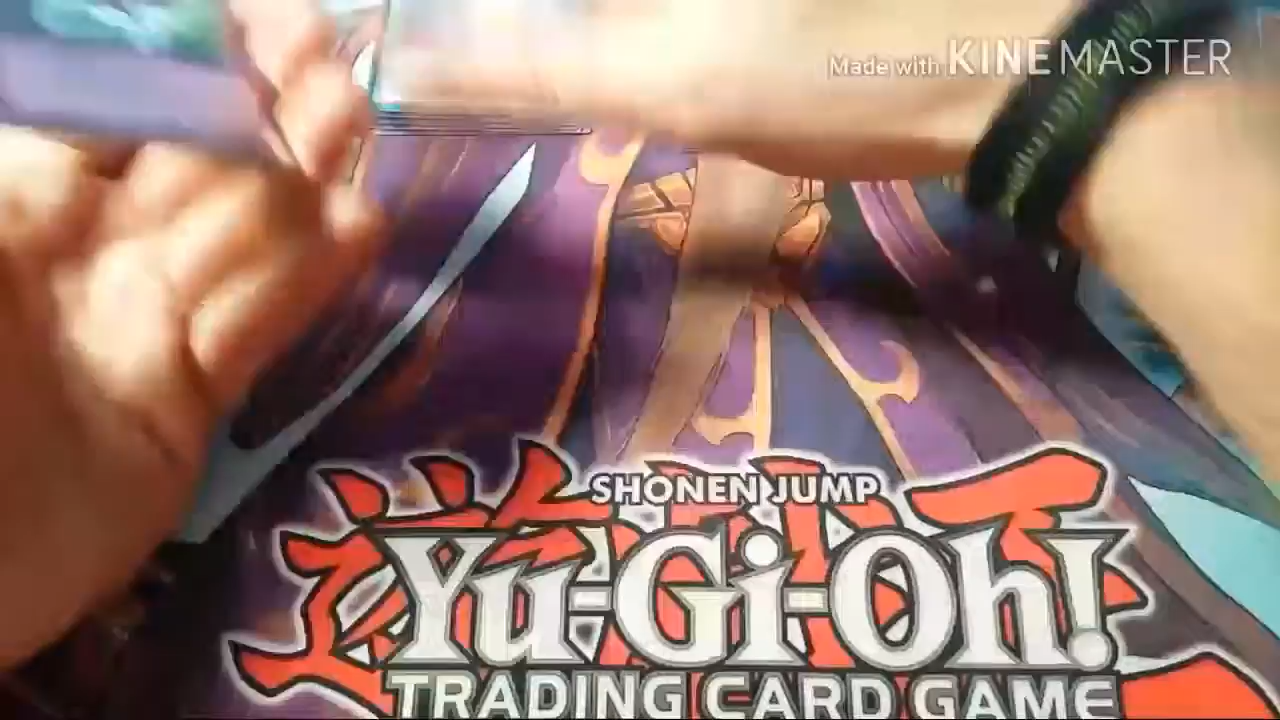 Made with KINEMASTER
SHONEN JUMP
Yu-Gi-Oh!
TRADING CARD GAME